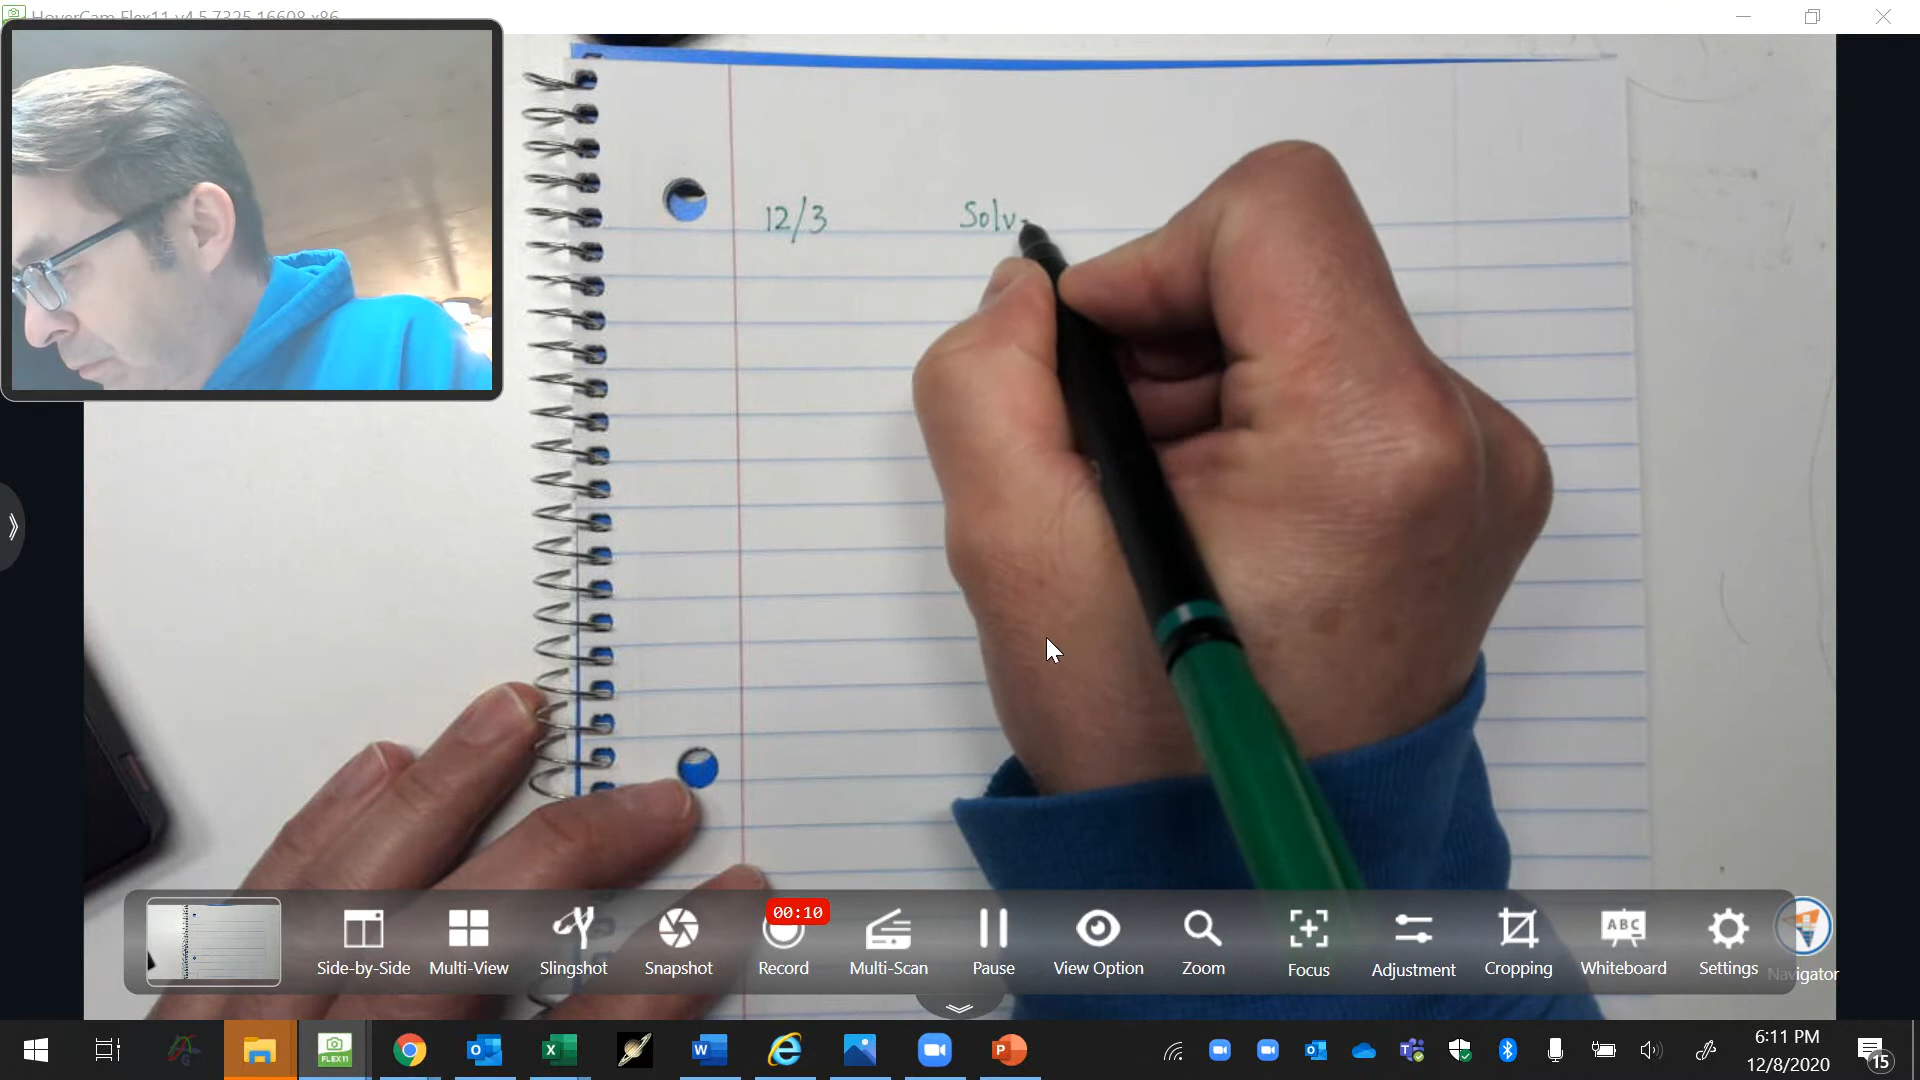 HoverCam Flex11 v4.5.7325.16608 x86
12/3 Solv
00:10
Side-by-Side Multi-View Slingshot Snapshot Record Multi-Scan Pause View Option Zoom Focus Adjustment Cropping ABC Whiteboard Settings Navigator
FLEX11
6:11 PM
12/8/2020
15